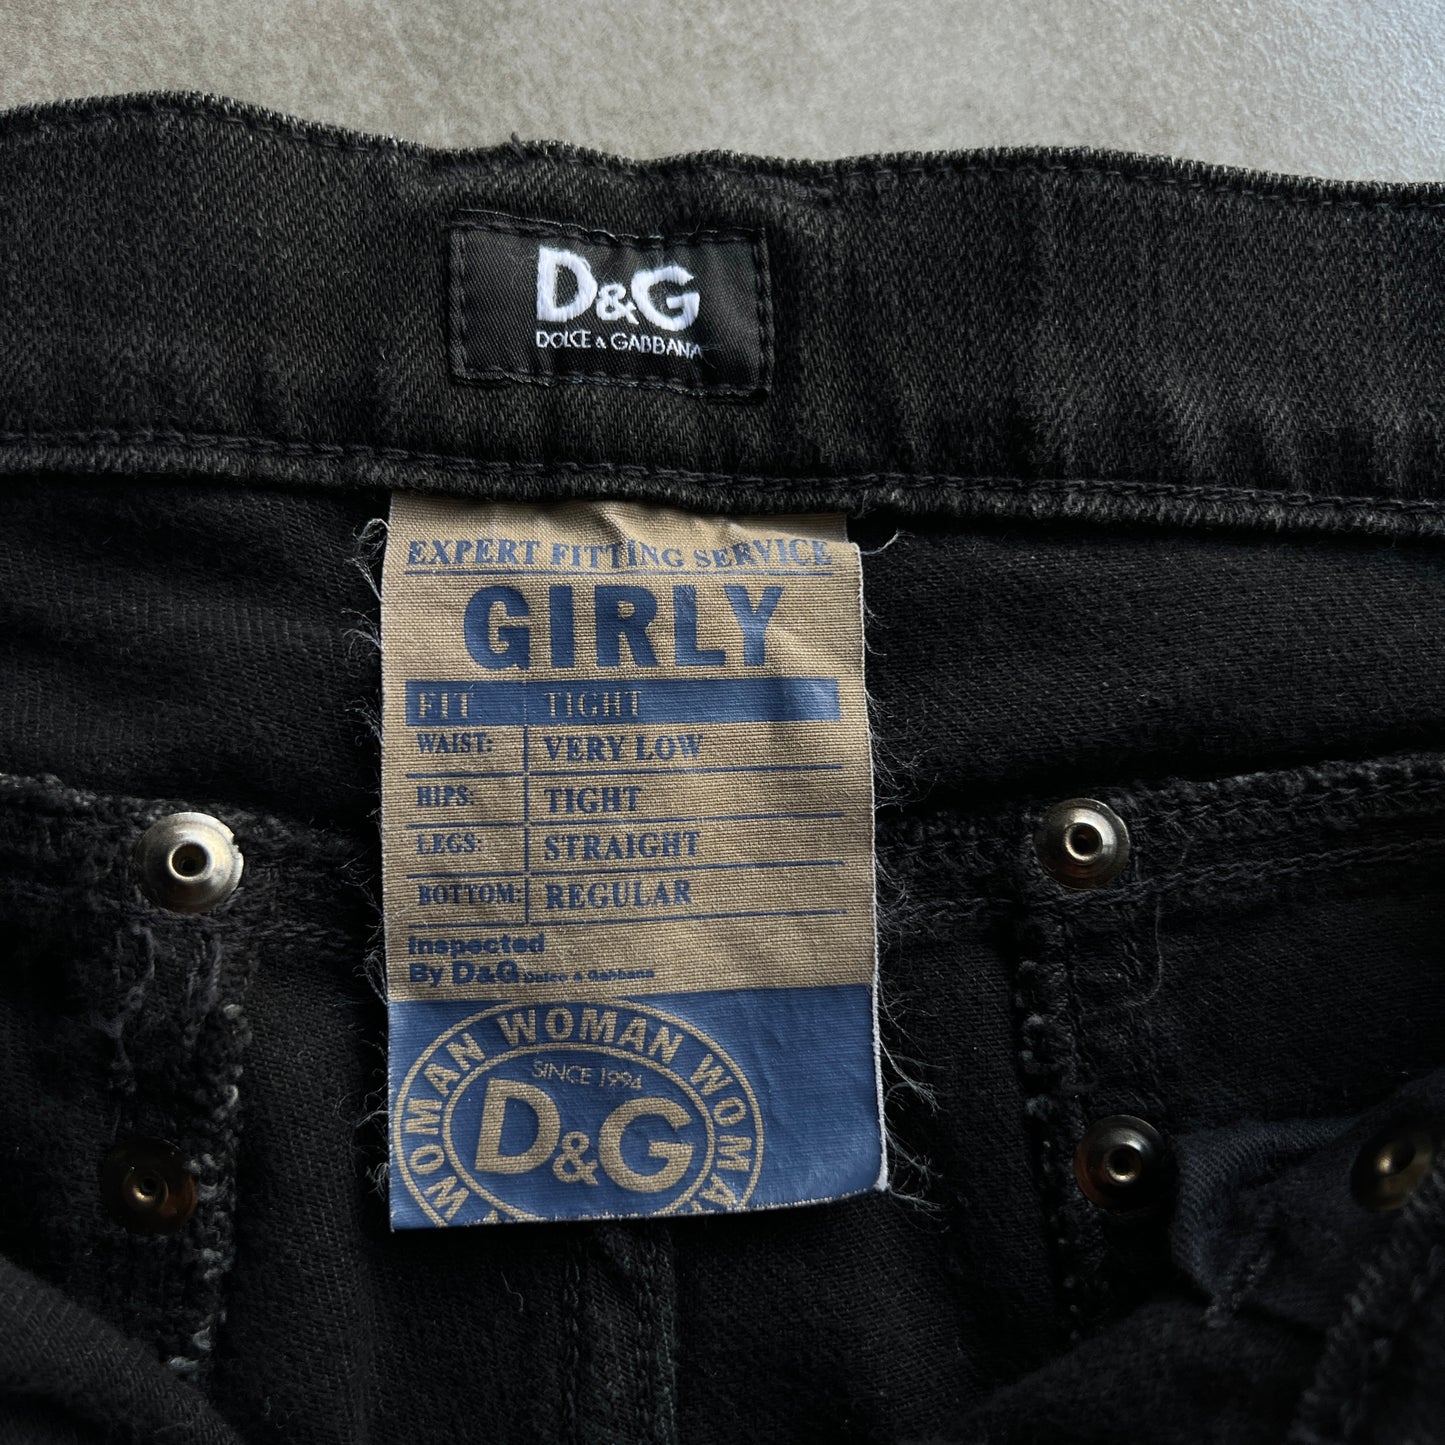 D&G
DOLCE & GABBANA
EXPERT FITTING SERVICE
GIRLY
FIT TIGHT
WAIST: VERY LOW
HIPS: TIGHT
LEGS: STRAIGHT
BOTTOM: REGULAR
Inspected
By D&G Dolce & Gabbana
WOMAN WOMAN WOMA
SINCE 1994
D&G